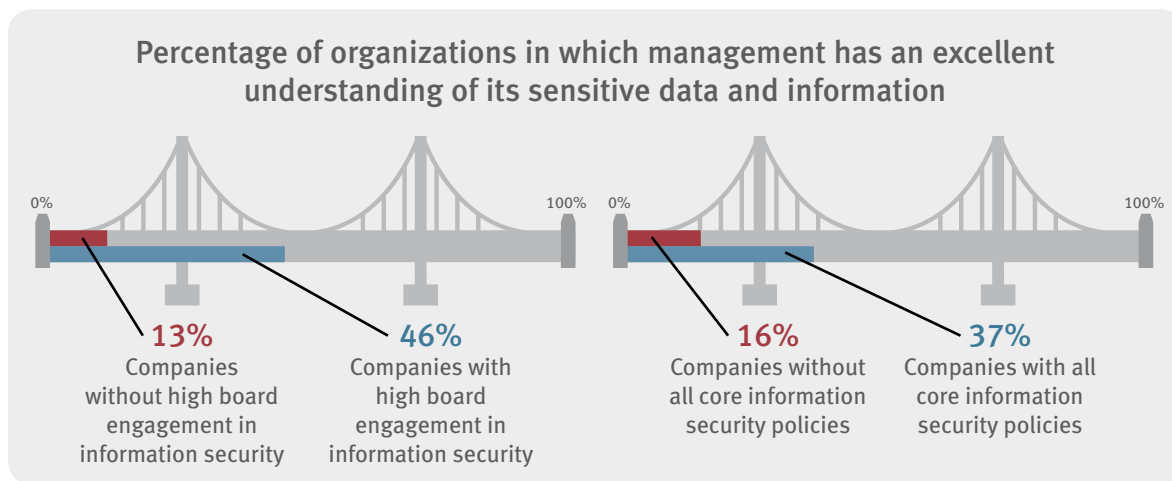 Percentage of organizations in which management has an excellent
understanding of its sensitive data and information
0%
100%
13%
Companies
without high board
engagement in
information security
46%
Companies with
high board
engagement in
information security
0%
100%
16%
Companies without
all core information
security policies
37%
Companies with all
core information
security policies